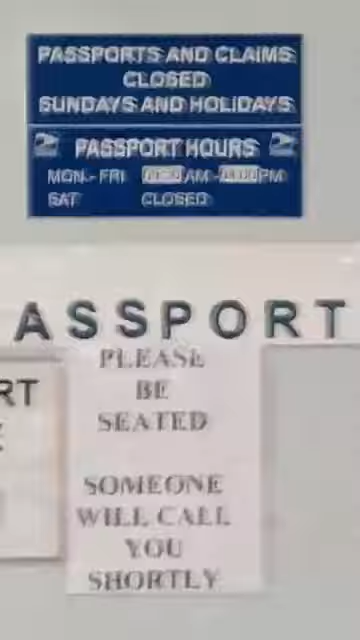 PASSPORTS AND CLAIMS
CLOSED
SUNDAYS AND HOLIDAYS
PASSPORT HOURS
MON.- FRI AM - PM
SAT CLOSED
ASSPORT
PLEASE
BE
SEATED
SOMEONE
WILL CALL
YOU
SHORTLY
RT